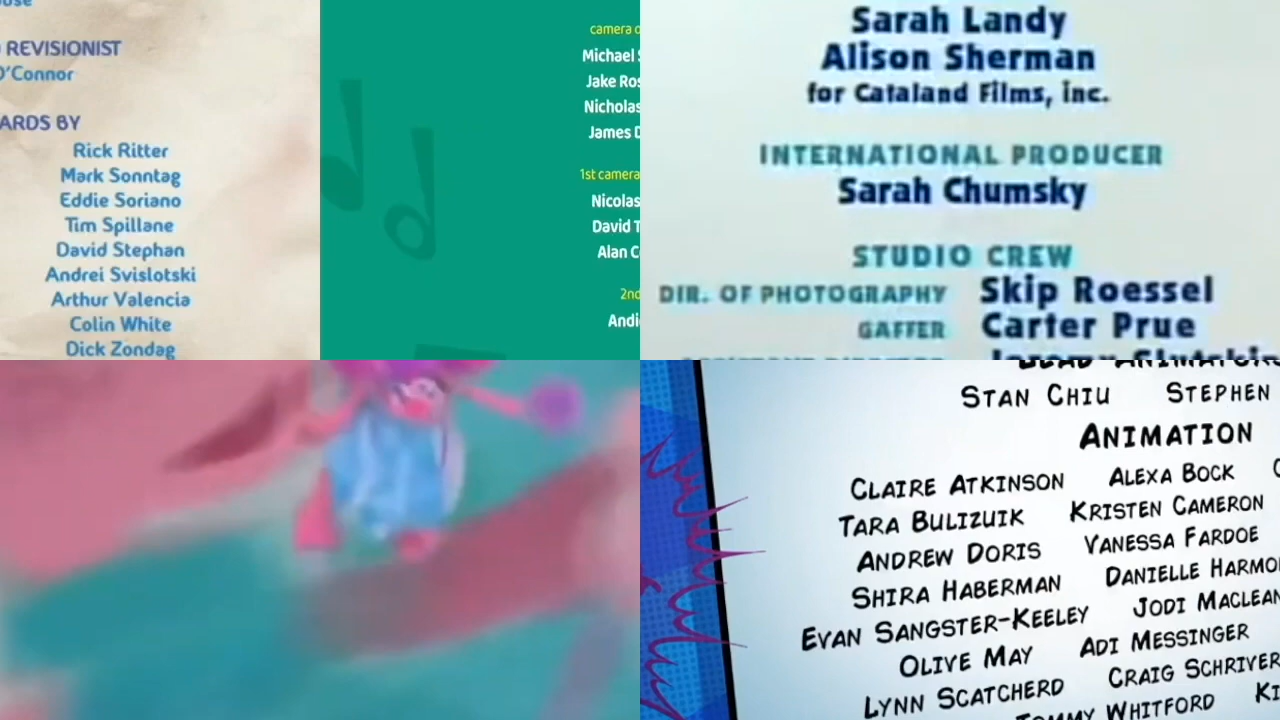 REVISIONIST
O'Connor
ARDS BY
Rick Ritter
Mark Sonntag
Eddie Soriano
Tim Spillane
David Stephan
Andrei Svislotski
Arthur Valencia
Colin White
Dick Zondag
camera
Michael
Jake
Nicholas
James
1st camera
Nicolas
David
Alan
2nd
Sarah Landy
Alison Sherman
for Cataland Films, inc.
INTERNATIONAL PRODUCER
Sarah Chumsky
STUDIO CREW
DIR. OF PHOTOGRAPHY Skip Roessel
GAFFER Carter Prue
STAN CHIU STEPHEN
ANIMATION
CLAIRE ATKINSON ALEXA BOCK
TARA BULIZUIK KRISTEN CAMERON
ANDREW DORIS VANESSA FARDOE
SHIRA HABERMAN DANIELLE
EVAN SANGSTER-KEELEY JODI MACLEAN
OLIVE MAY ADI MESSINGER
LYNN SCATCHERD CRAIG SCHRIVER
TOMMY WHITFORD